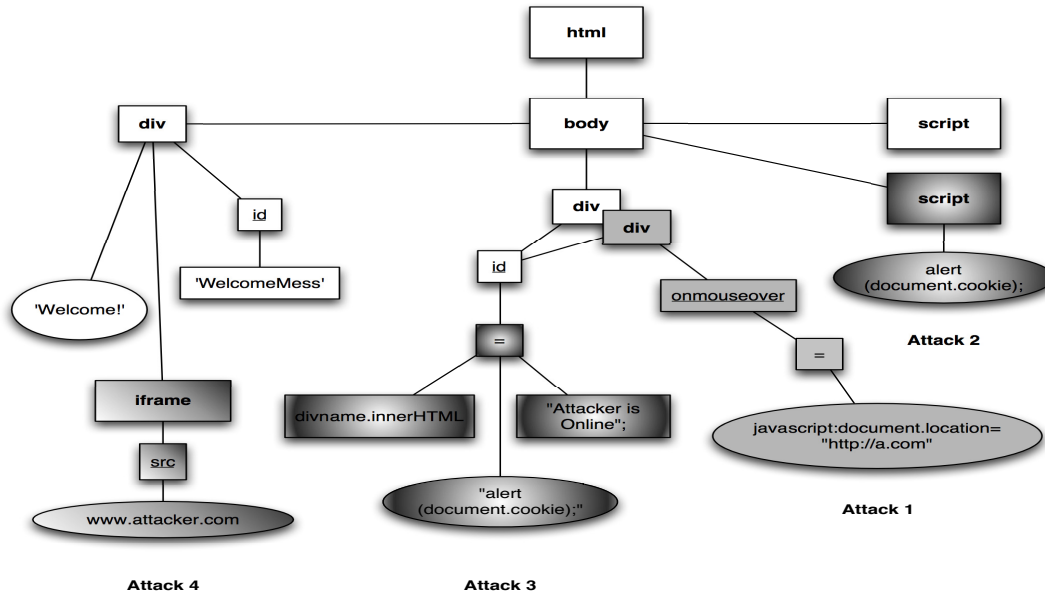 html
div
body
script
script
div
div
id
id
'WelcomeMess'
'Welcome!'
onmouseover
alert
(document.cookie);
Attack 2
=
=
iframe
divname.innerHTML
"Attacker is
Online";
javascript:document.location=
"http://a.com"
src
"alert
(document.cookie);"
www.attacker.com
Attack 1
Attack 4
Attack 3